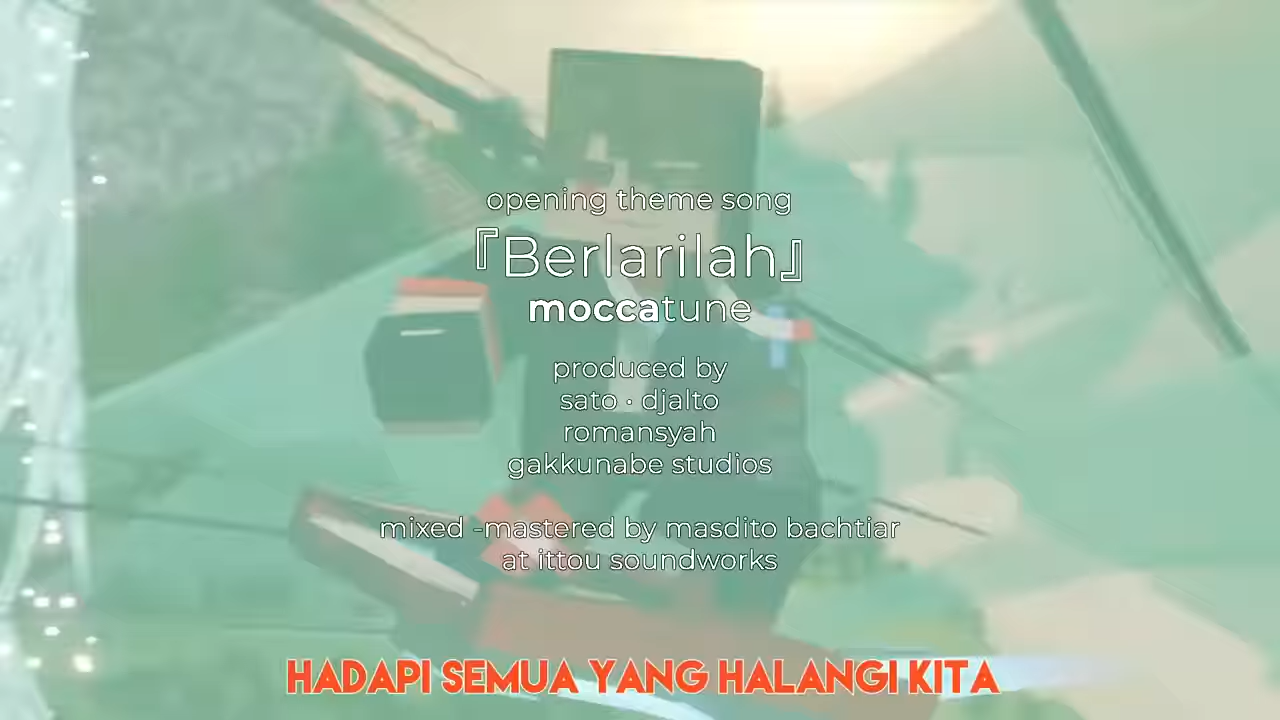 opening theme song
『Berlarilah』
moccatune
produced by
sato · djalto
romansyah
gakkunabe studios
mixed -mastered by masdito bachtiar
at ittou soundworks
HADAPI SEMUA YANG HALANGI KITA